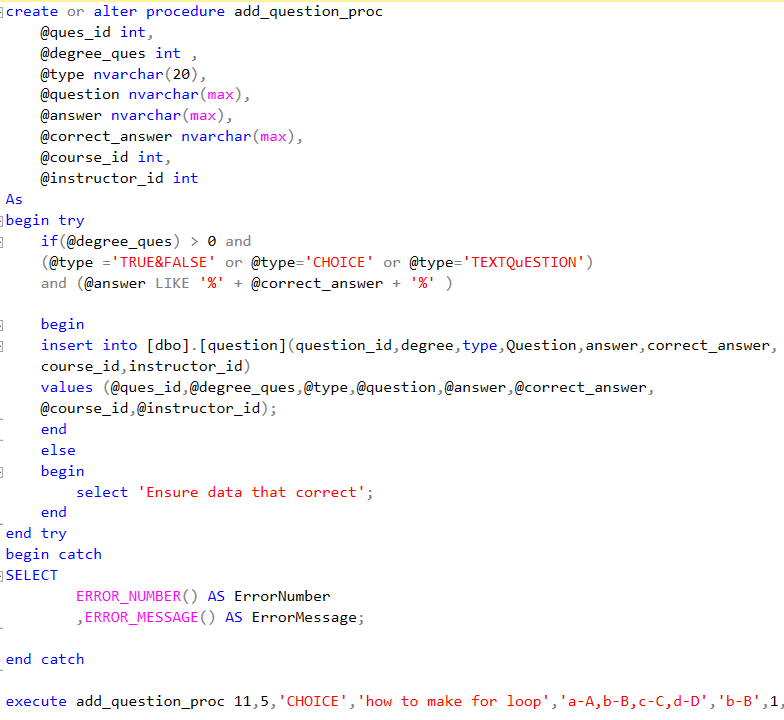 create or alter procedure add_question_proc
@ques_id int,
@degree_ques int ,
@type nvarchar(20),
@question nvarchar(max),
@answer nvarchar(max),
@correct_answer nvarchar(max),
@course_id int,
@instructor_id int
As
begin try
if(@degree_ques) > 0 and
(@type ='TRUE&FALSE' or @type='CHOICE' or @type='TEXTQuESTION')
and (@answer LIKE '%' + @correct_answer + '%' )
begin
insert into [dbo].[question](question_id,degree,type,Question,answer,correct_answer,
course_id,instructor_id)
values (@ques_id,@degree_ques,@type,@question,@answer,@correct_answer,
@course_id,@instructor_id);
end
else
begin
select 'Ensure data that correct';
end
end try
begin catch
SELECT
ERROR_NUMBER() AS ErrorNumber
,ERROR_MESSAGE() AS ErrorMessage;
end catch
execute add_question_proc 11,5,'CHOICE','how to make for loop','a-A,b-B,c-C,d-D','b-B',1,